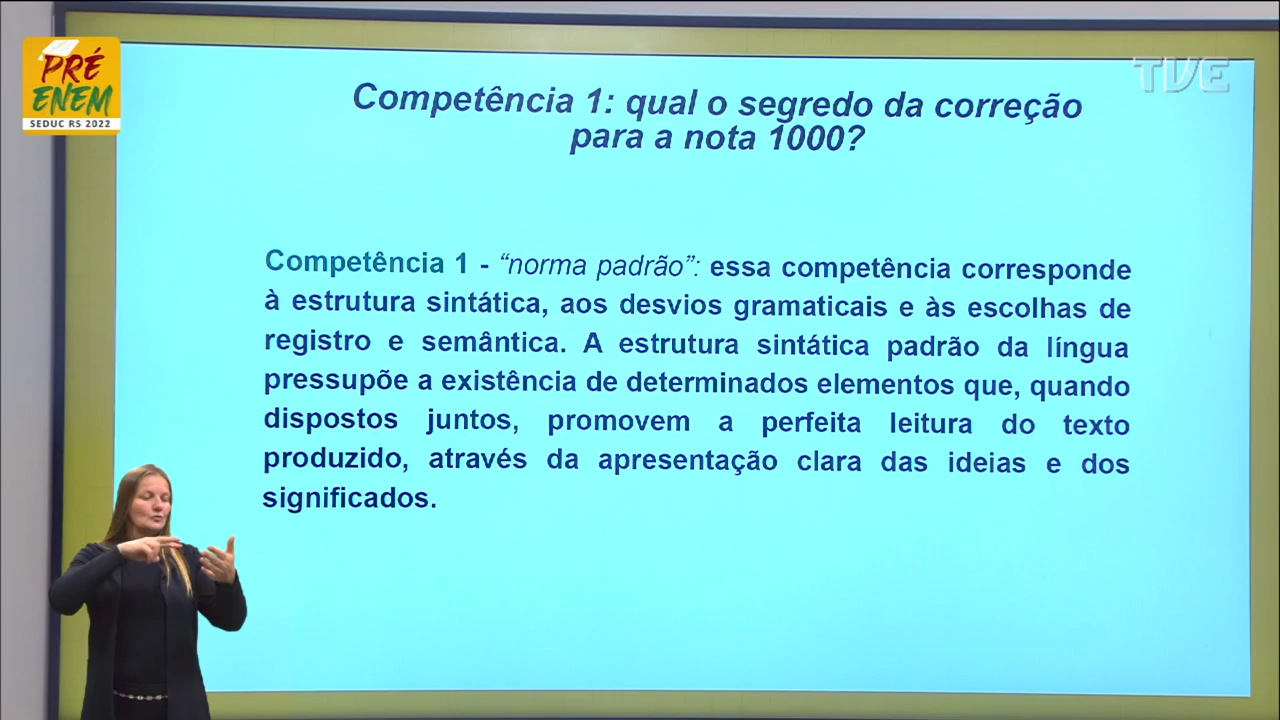 PRÉ
ENEM
SEDUC RS 2022
TVE
Competência 1: qual o segredo da correção
para a nota 1000?
Competência 1 - “norma padrão”: essa competência corresponde
à estrutura sintática, aos desvios gramaticais e às escolhas de
registro e semântica. A estrutura sintática padrão da língua
pressupõe a existência de determinados elementos que, quando
dispostos juntos, promovem a perfeita leitura do texto
produzido, através da apresentação clara das ideias e dos
significados.